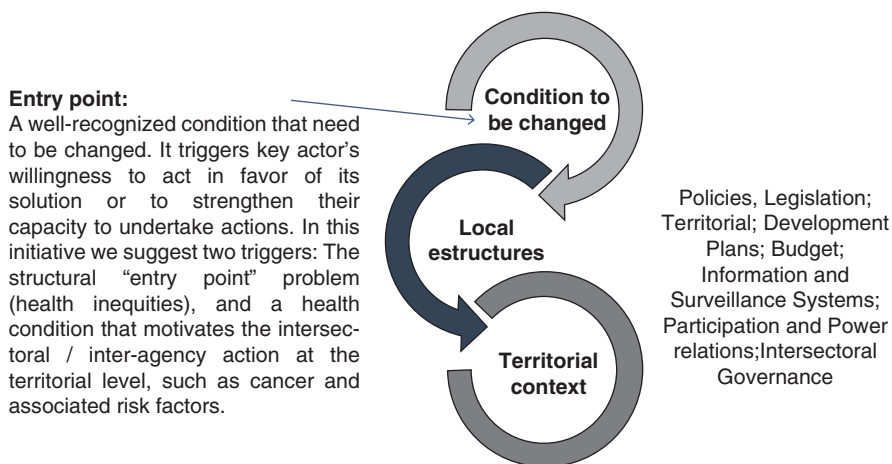 Entry point:
A well-recognized condition that need
to be changed. It triggers key actor's
willingness to act in favor of its
solution or to strengthen their
capacity to undertake actions. In this
initiative we suggest two triggers: The
structural “entry point” problem
(health inequities), and a health
condition that motivates the intersec-
toral / inter-agency action at the
territorial level, such as cancer and
associated risk factors.
Condition to
be changed
Local
estructures
Territorial
context
Policies, Legislation;
Territorial; Development
Plans; Budget;
Information and
Surveillance Systems;
Participation and Power
relations;Intersectoral
Governance